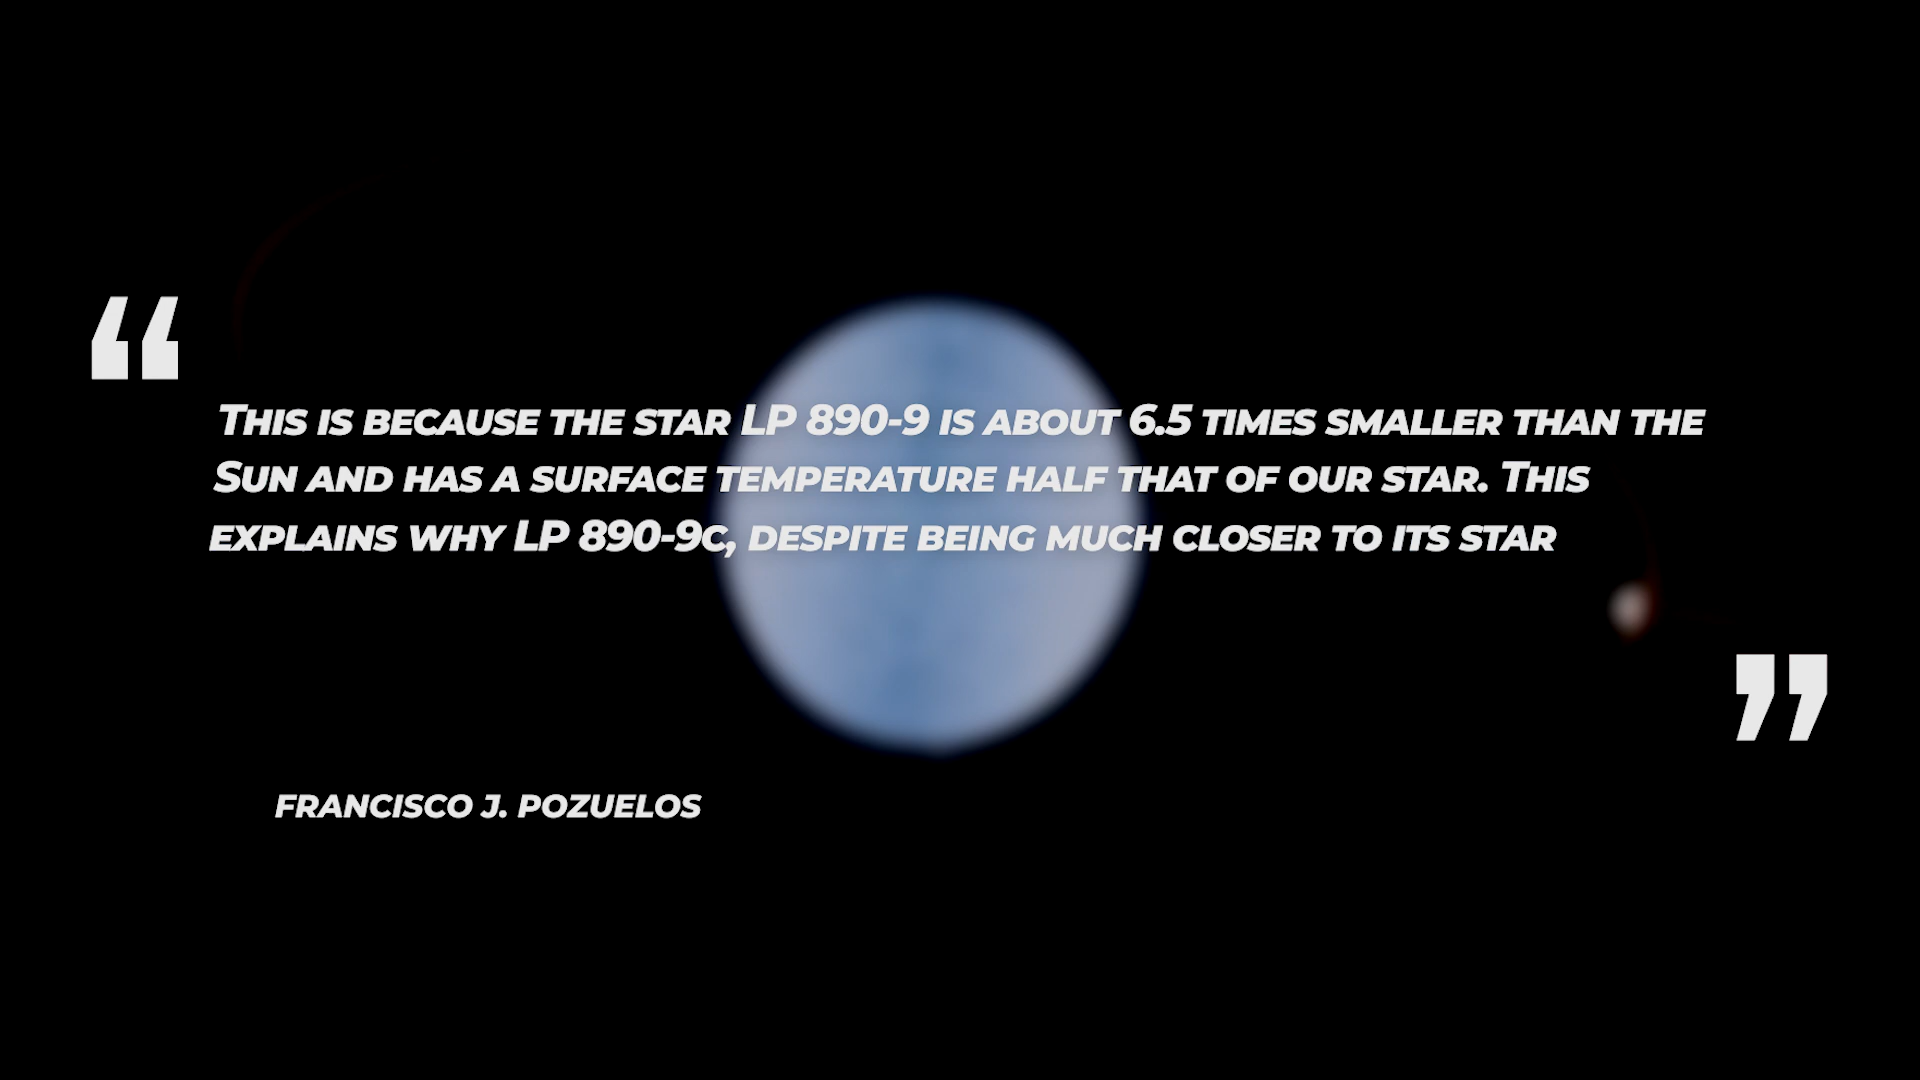 “
This is because the star LP 890-9 is about 6.5 times smaller than the
Sun and has a surface temperature half that of our star. This
explains why LP 890-9c, despite being much closer to its star
”
FRANCISCO J. POZUELOS